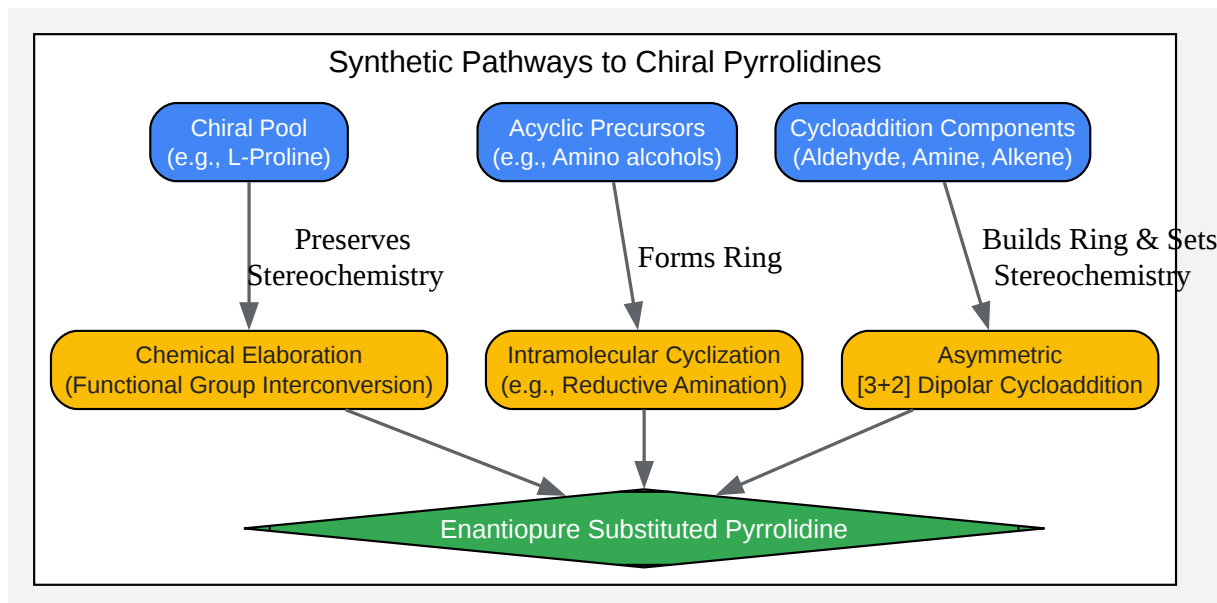 Synthetic Pathways to Chiral Pyrrolidines
Chiral Pool
(e.g., L-Proline)
Acyclic Precursors
(e.g., Amino alcohols)
Cycloaddition Components
(Aldehyde, Amine, Alkene)
Preserves
Stereochemistry
Forms Ring
Builds Ring & Sets
Stereochemistry
Chemical Elaboration
(Functional Group Interconversion)
Intramolecular Cyclization
(e.g., Reductive Amination)
Asymmetric
[3+2] Dipolar Cycloaddition
Enantiopure Substituted Pyrrolidine